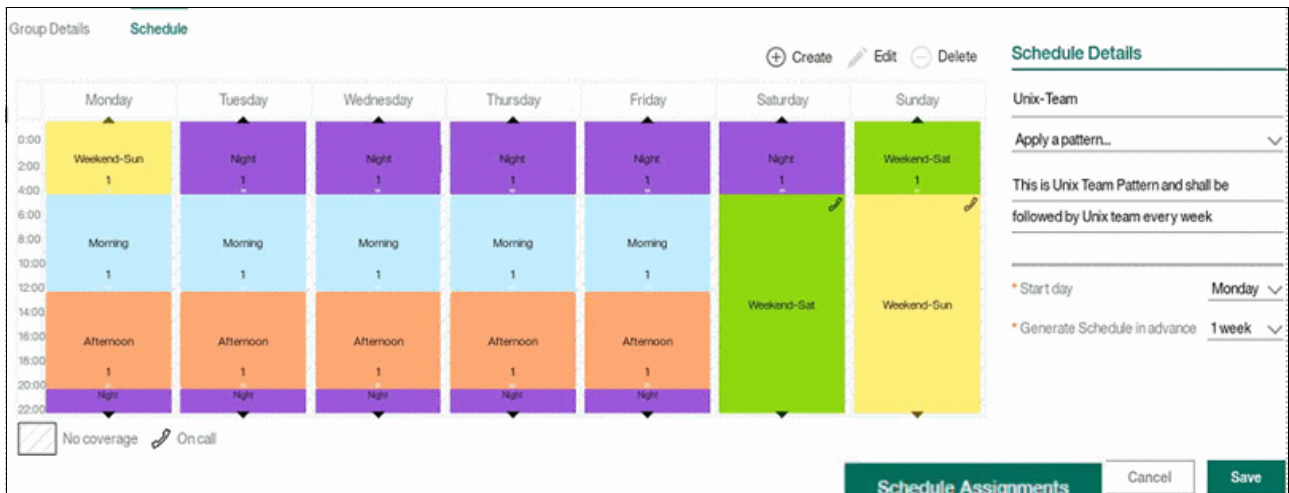 Group Details Schedule
Create Edit Delete
Schedule Details
Monday Tuesday Wednesday Thursday Friday Saturday Sunday
Unix-Team
Apply a pattern...
0:00
Weekend-Sun Night Night Night Night Night Weekend-Sat
2:00
1 1 1 1 1 1 1
4:00
This is Unix Team Pattern and shall be
followed by Unix team every week
6:00
8:00
Morning Morning Morning Morning Morning
10:00
1 1 1 1 1
12:00
* Start day Monday
Weekend-Sat Weekend-Sun
14:00
* Generate Schedule in advance 1 week
16:00
Afternoon Afternoon Afternoon Afternoon Afternoon
18:00
1 1 1 1 1
20:00
Night Night Night Night Night
22:00
No coverage On call
Schedule Assignments Cancel Save